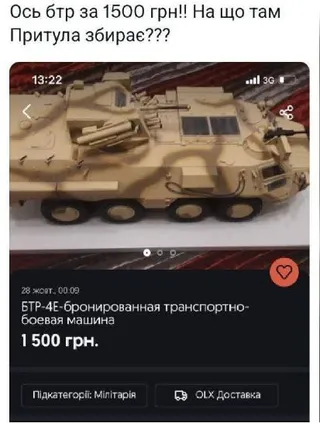 Ось бтр за 1500 грн!! На що там
Притула збирає???
13:22
3G
28 жовт., 00:09
БТР-4Е-бронированная транспортно-
боевая машина
1 500 грн.
Підкатегорії: Мілітарія
OLX Доставка